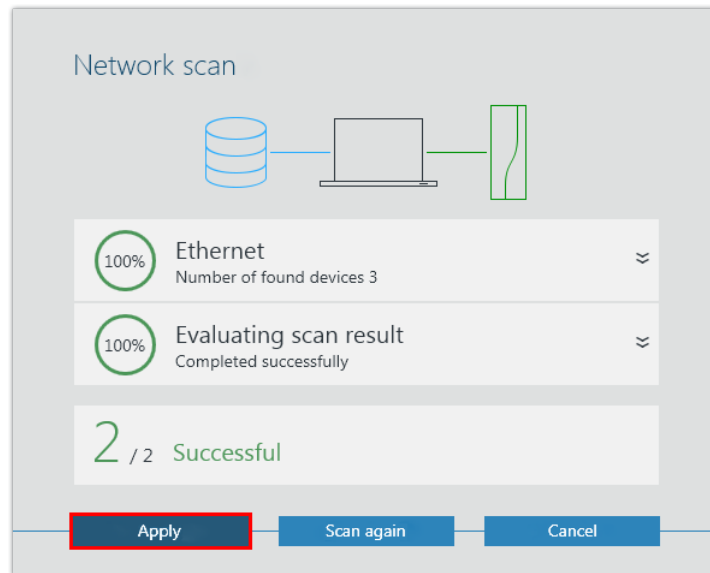 Network scan
100%
Ethernet
Number of found devices 3
100%
Evaluating scan result
Completed successfully
2 / 2 Successful
Apply
Scan again
Cancel